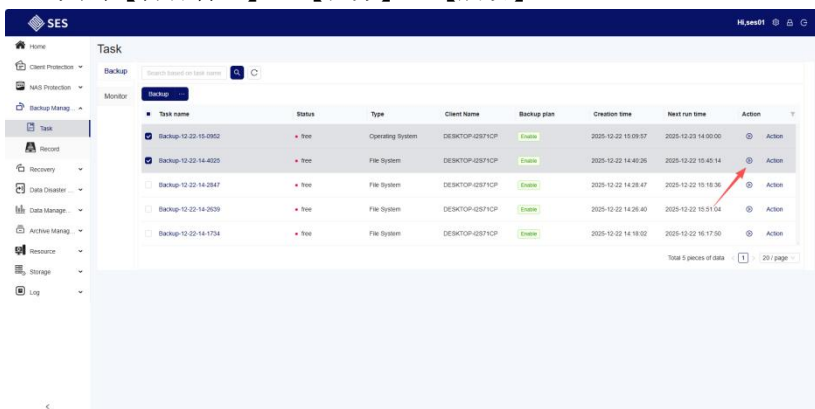 SES
Hi,ses01
Home
Client Protection
NAS Protection
Backup Manag...
Task
Record
Recovery
Data Disaster ...
Data Manage...
Archive Manag...
Resource
Storage
Log
Task
Backup
Monitor
Search based on task name
Backup ...
Task name Status Type Client Name Backup plan Creation time Next run time Action
Backup-12-22-15-0952 free Operating System DESKTOP-I2S71CP Enable 2025-12-22 15:09:57 2025-12-23 14:00:00 Action
Backup-12-22-14-4025 free File System DESKTOP-I2S71CP Enable 2025-12-22 14:40:26 2025-12-22 15:45:14 Action
Backup-12-22-14-2847 free File System DESKTOP-I2S71CP Enable 2025-12-22 14:28:47 2025-12-22 15:18:36 Action
Backup-12-22-14-2639 free File System DESKTOP-I2S71CP Enable 2025-12-22 14:26:40 2025-12-22 15:51:04 Action
Backup-12-22-14-1734 free File System DESKTOP-I2S71CP Enable 2025-12-22 14:18:02 2025-12-22 16:17:50 Action
Total 5 pieces of data < 1 > 20 / page